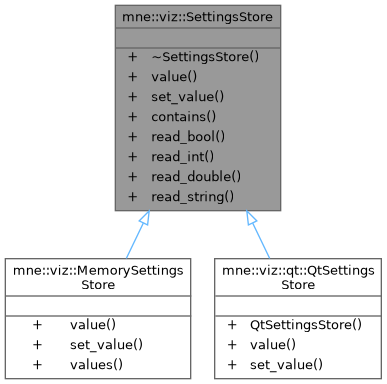 mne::viz::SettingsStore
+ ~SettingsStore()
+ value()
+ set_value()
+ contains()
+ read_bool()
+ read_int()
+ read_double()
+ read_string()
mne::viz::MemorySettings
Store
+ value()
+ set_value()
+ values()
mne::viz::qt::QtSettings
Store
+ QtSettingsStore()
+ value()
+ set_value()